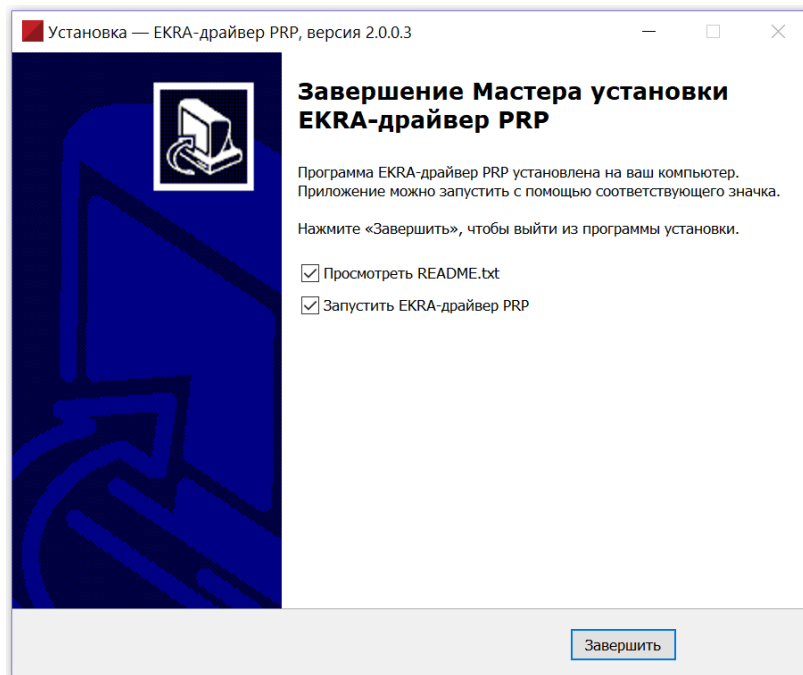 Установка — EKRA-драйвер PRP, версия 2.0.0.3
Завершение Мастера установки
EKRA-драйвер PRP
Программа EKRA-драйвер PRP установлена на ваш компьютер.
Приложение можно запустить с помощью соответствующего значка.
Нажмите «Завершить», чтобы выйти из программы установки.
Просмотреть README.txt
Запустить EKRA-драйвер PRP
Завершить